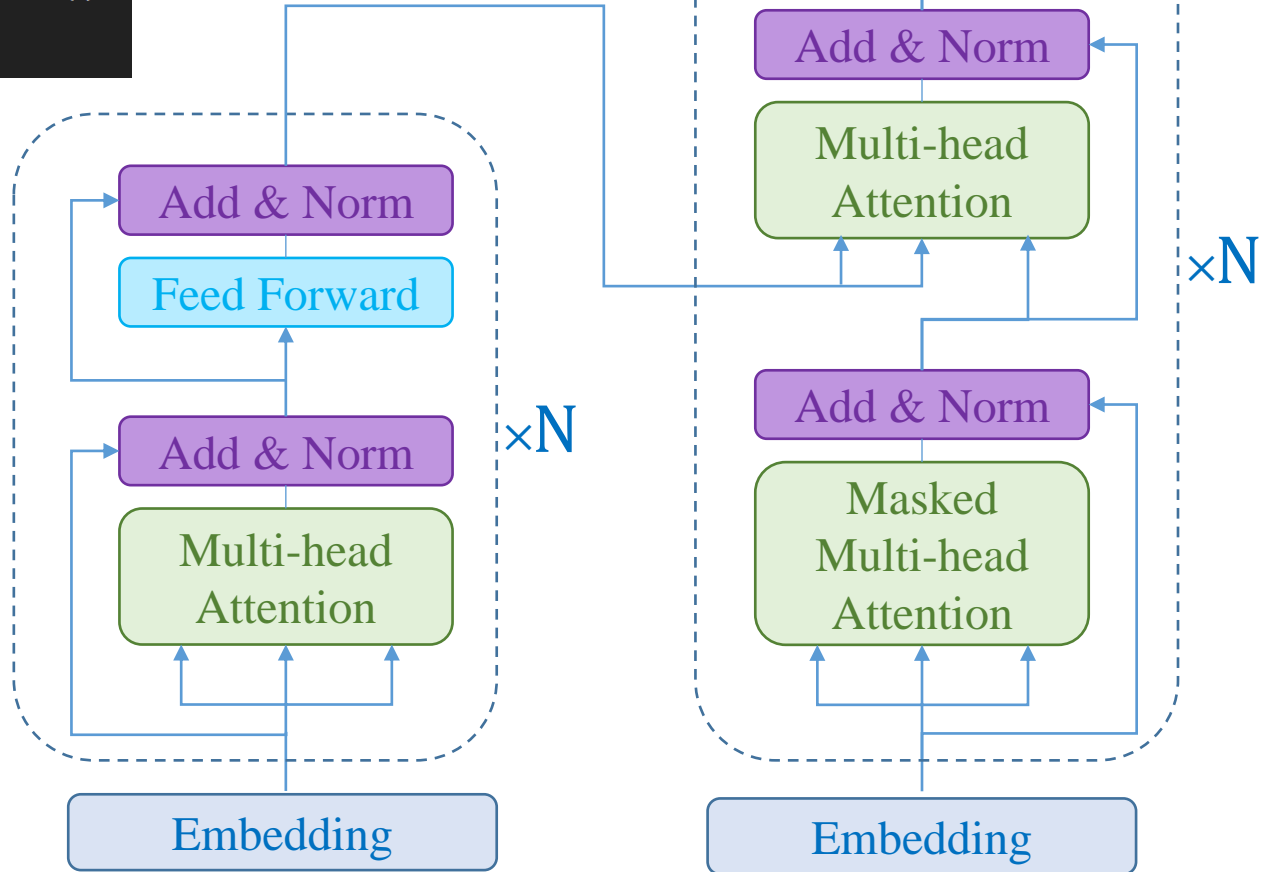 Add & Norm
Feed Forward
Add & Norm
Multi-head
Attention
×N
Embedding
Add & Norm
Multi-head
Attention
×N
Add & Norm
Masked
Multi-head
Attention
Embedding